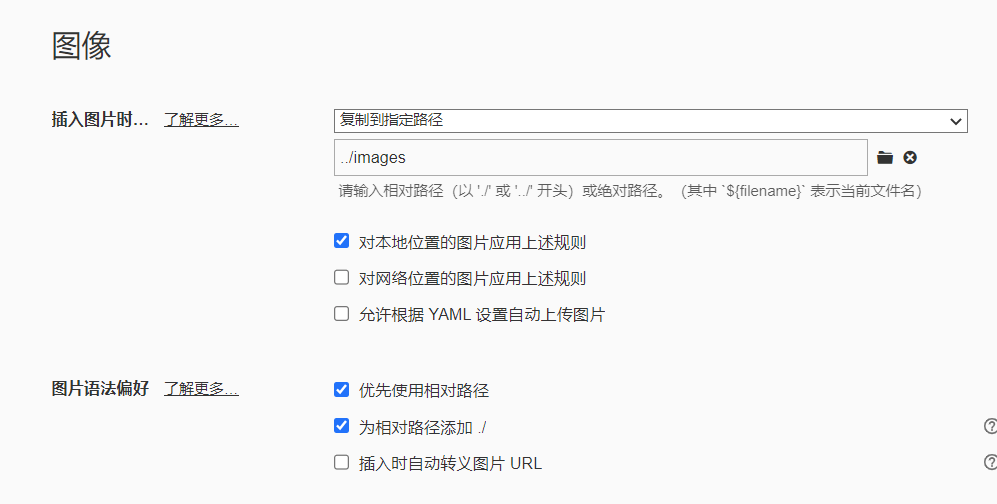 图像
插入图片时... 了解更多... 复制到指定路径
../images
请输入相对路径（以 './' 或 '../' 开头）或绝对路径。（其中 `${filename}` 表示当前文件名）
对本地位置的图片应用上述规则
对网络位置的图片应用上述规则
允许根据 YAML 设置自动上传图片
图片语法偏好 了解更多... 优先使用相对路径
为相对路径添加 ./
插入时自动转义图片 URL